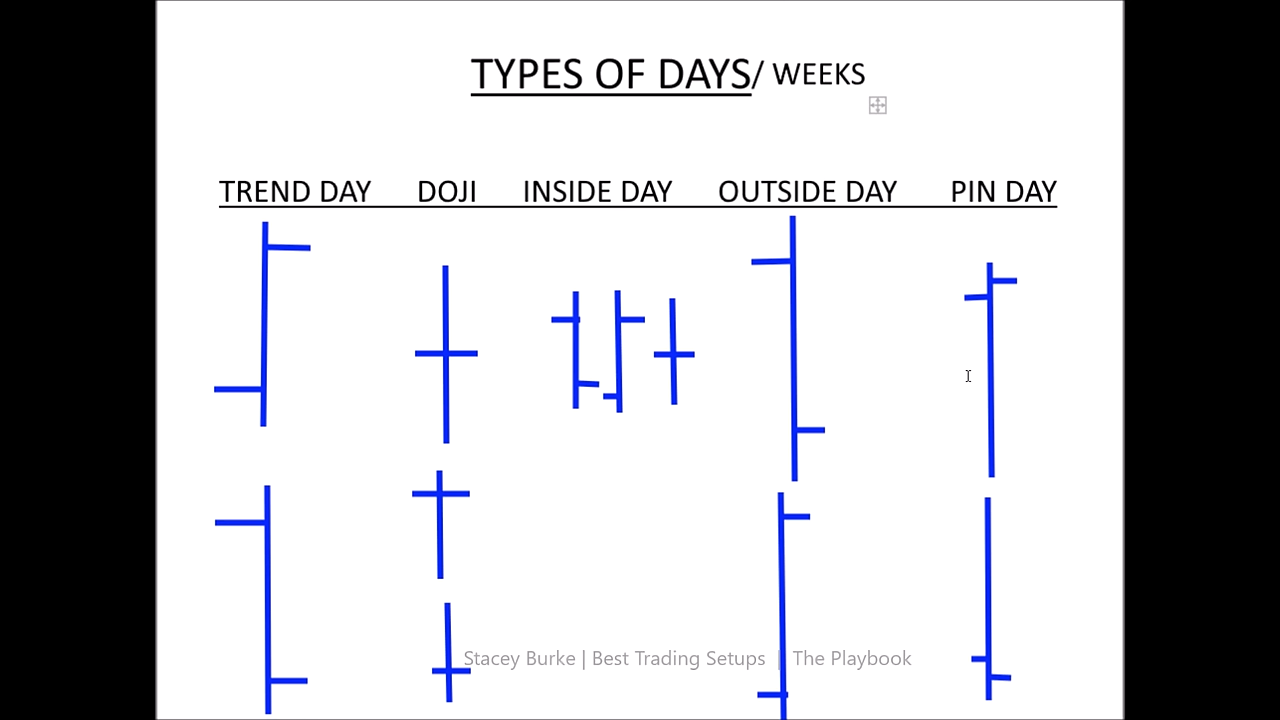 TYPES OF DAYS/ WEEKS
TREND DAY DOJI INSIDE DAY OUTSIDE DAY PIN DAY
Stacey Burke | Best Trading Setups | The Playbook